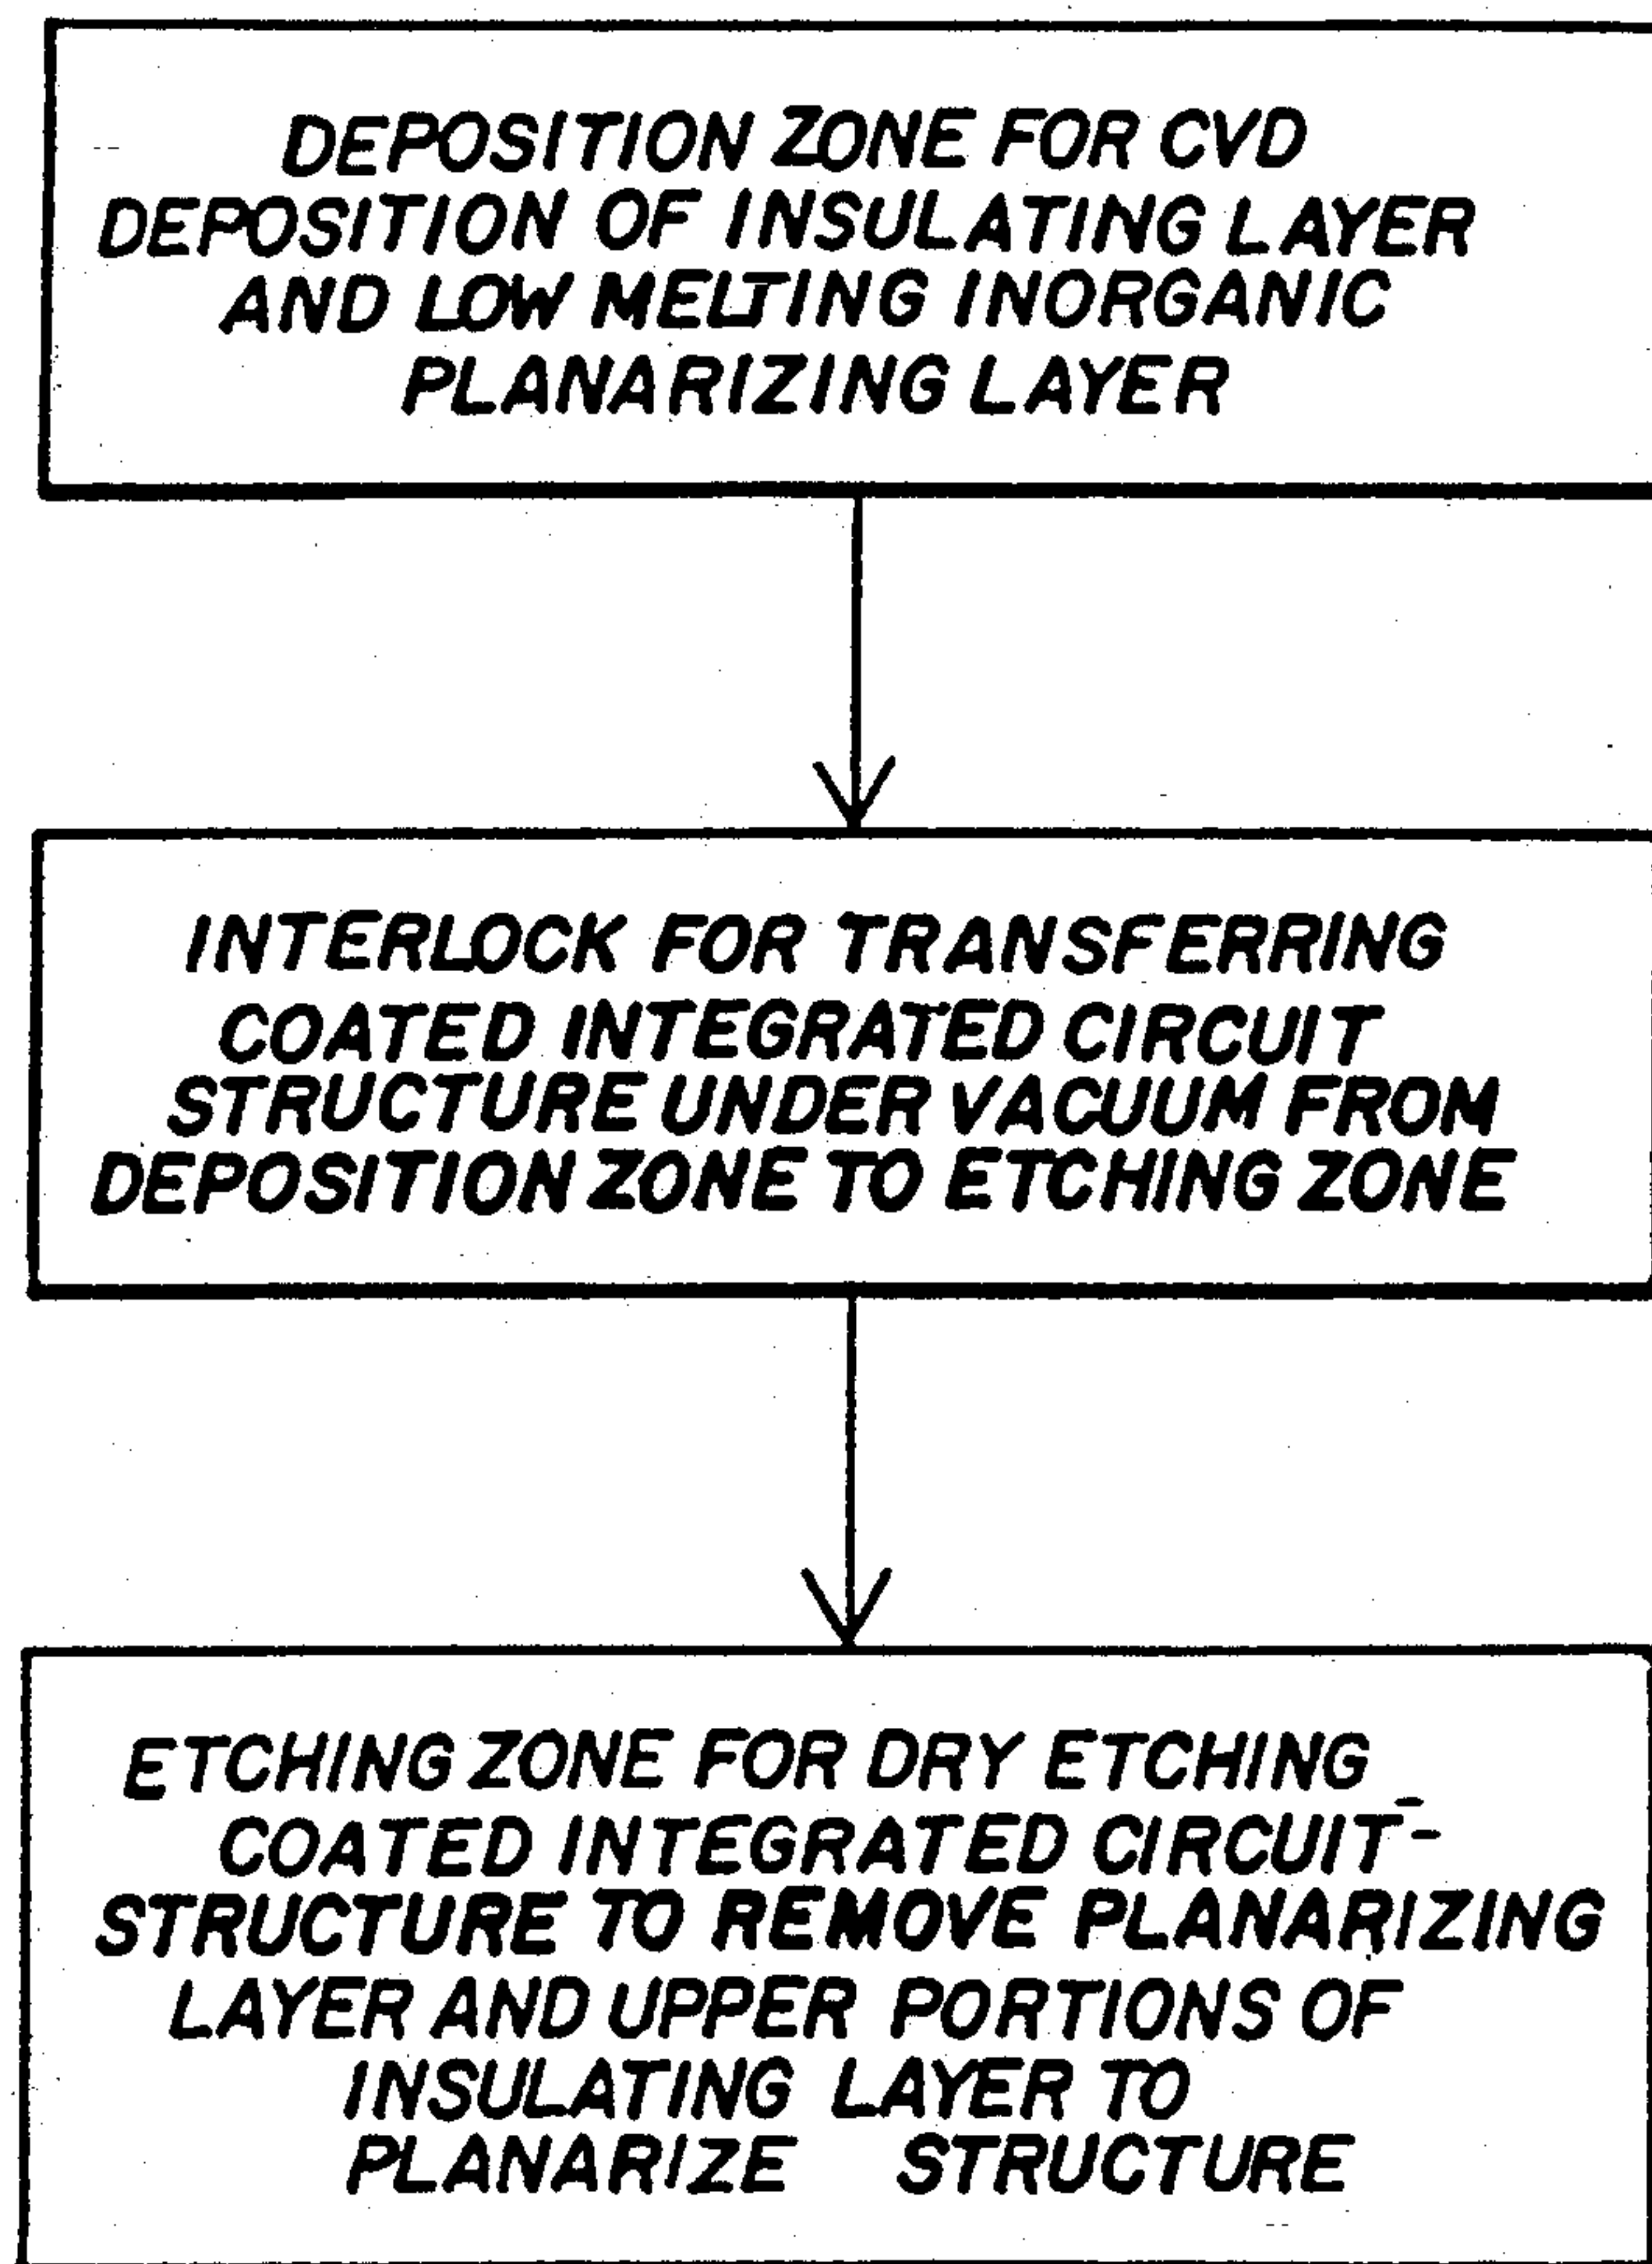 DEPOSITION ZONE FOR CVD
DEPOSITION OF INSULATING LAYER
AND LOW MELTING INORGANIC
PLANARIZING LAYER
INTERLOCK FOR TRANSFERRING
COATED INTEGRATED CIRCUIT
STRUCTURE UNDER VACUUM FROM
DEPOSITION ZONE TO ETCHING ZONE
ETCHING ZONE FOR DRY ETCHING
COATED INTEGRATED CIRCUIT-
STRUCTURE TO REMOVE PLANARIZING
LAYER AND UPPER PORTIONS OF
INSULATING LAYER TO
PLANARIZE STRUCTURE